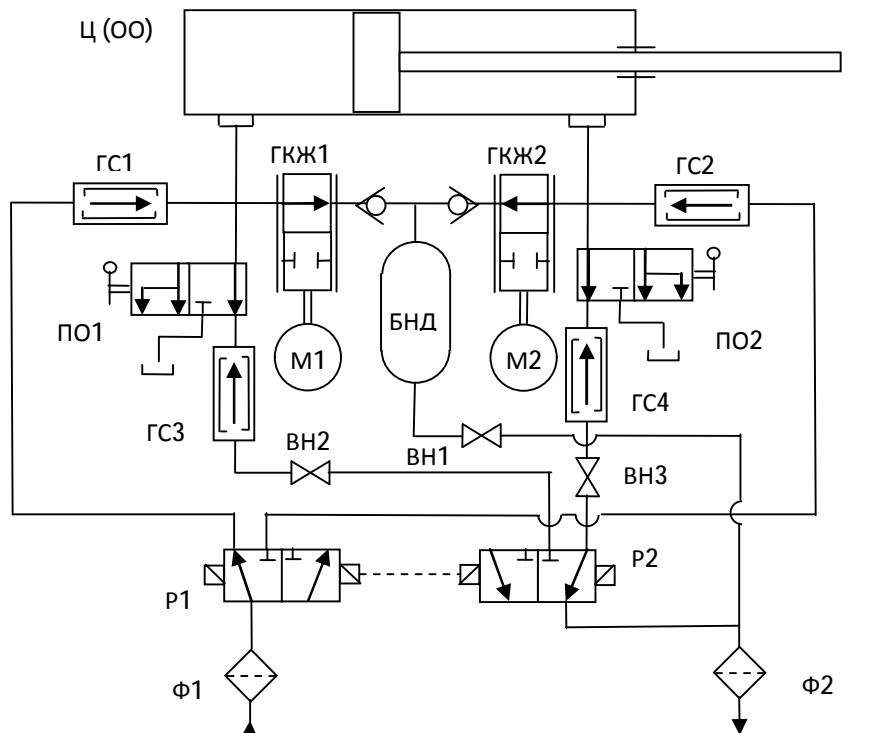 Ц (ОО)
ГС1
ГКЖ1
ГКЖ2
ГС2
ПО1
М1
БНД
М2
ПО2
ГС3
ВН2
ВН1
ГС4
ВН3
Р1
Р2
Ф1
Ф2